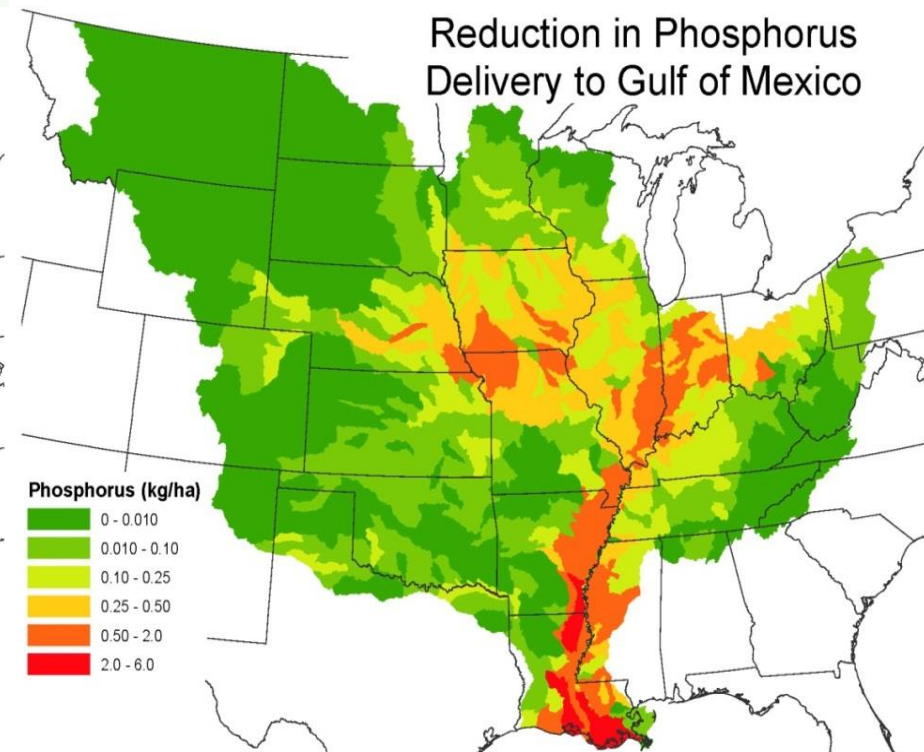 Reduction in Phosphorus
Delivery to Gulf of Mexico
Phosphorus (kg/ha)
0 - 0.010
0.010 - 0.10
0.10 - 0.25
0.25 - 0.50
0.50 - 2.0
2.0 - 6.0